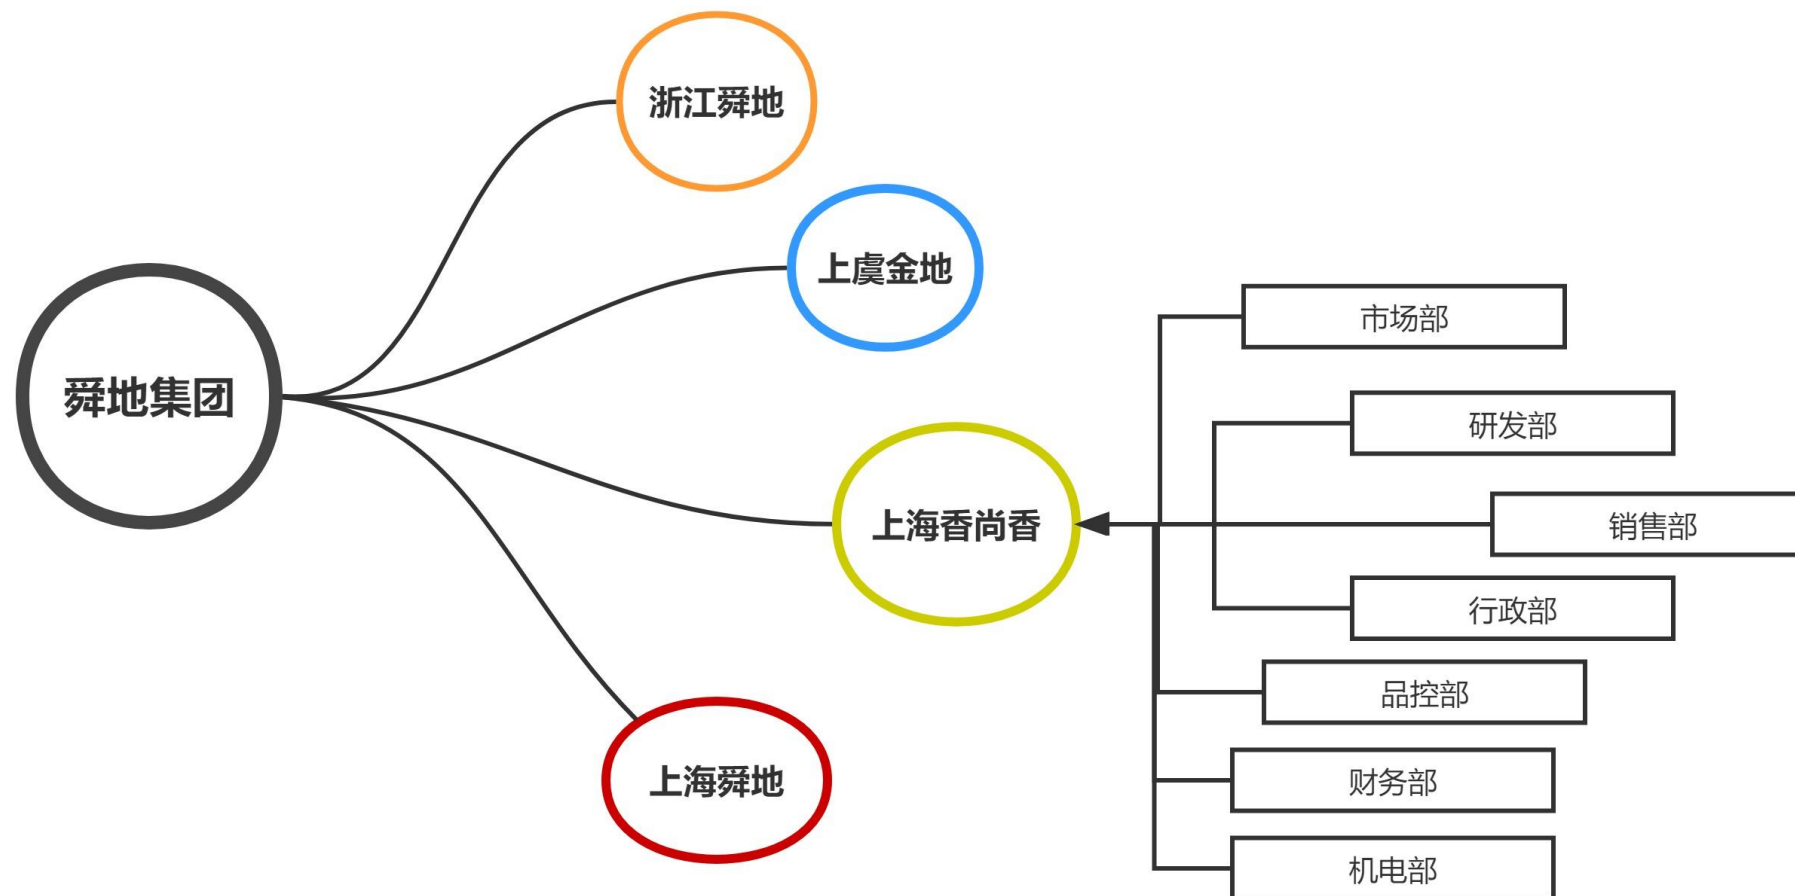 浙江舜地
上虞金地
舜地集团
上海香尚香
上海舜地
市场部
研发部
销售部
行政部
品控部
财务部
机电部